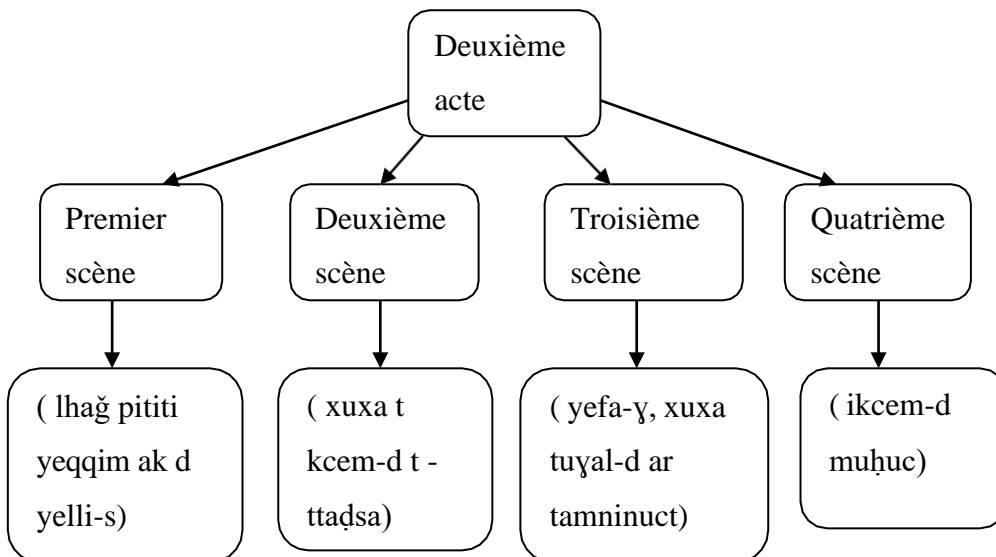 Deuxième
acte
Premier
scène
Deuxième
scène
Troisième
scène
Quatrième
scène
( lhağ pititi
yeqqim ak d
yelli-s)
( xuxa t
kcem-d t -
ttaḍsa)
( yefa-ɣ, xuxa
tuɣal-d ar
tamninuct)
( ikcem-d
muḥuc)